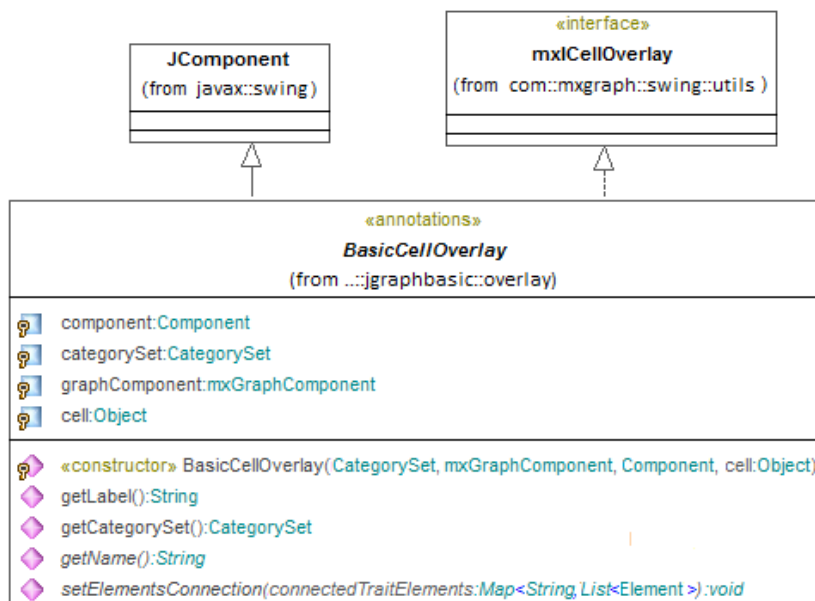 JComponent
(from javax::swing)
«interface»
mxICellOverlay
(from com::mxgraph::swing::utils )
«annotations»
BasicCellOverlay
(from ..::jgraphbasic::overlay)
component:Component
categorySet:CategorySet
graphComponent:mxGraphComponent
cell:Object
«constructor» BasicCellOverlay(CategorySet, mxGraphComponent, Component, cell:Object)
getLabel():String
getCategorySet():CategorySet
getName():String
setElementsConnection(connectedTraitElements:Map<String, List<Element >):void